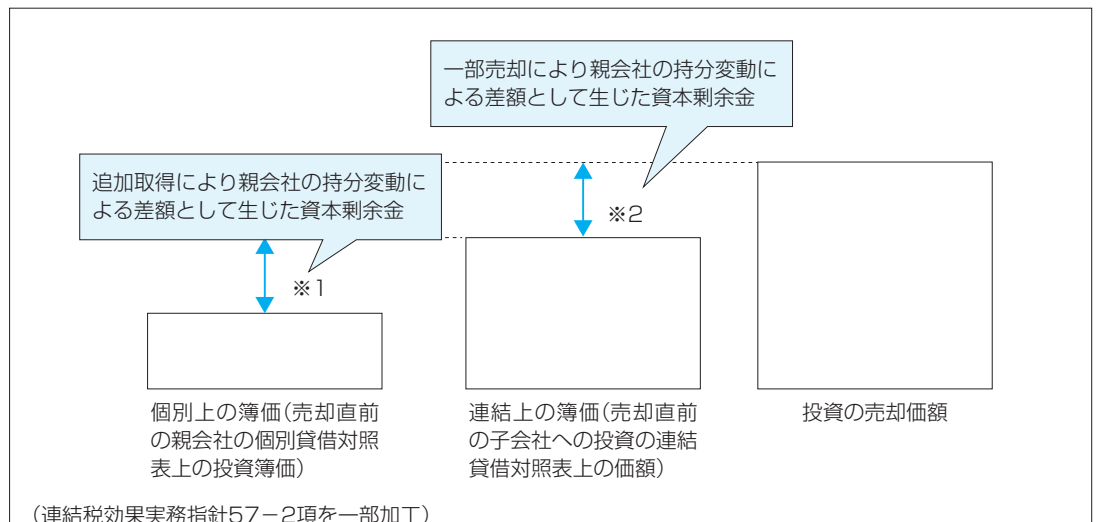 一部売却により親会社の持分変動に
よる差額として生じた資本剰余金
追加取得により親会社の持分変動に
よる差額として生じた資本剰余金
※2
※1
個別上の簿価（売却直前
の親会社の個別貸借対照
表上の投資簿価）
連結上の簿価（売却直前
の子会社への投資の連結
貸借対照表上の価額）
投資の売却価額
（連結税効果実務指針57－2項を一部加工）